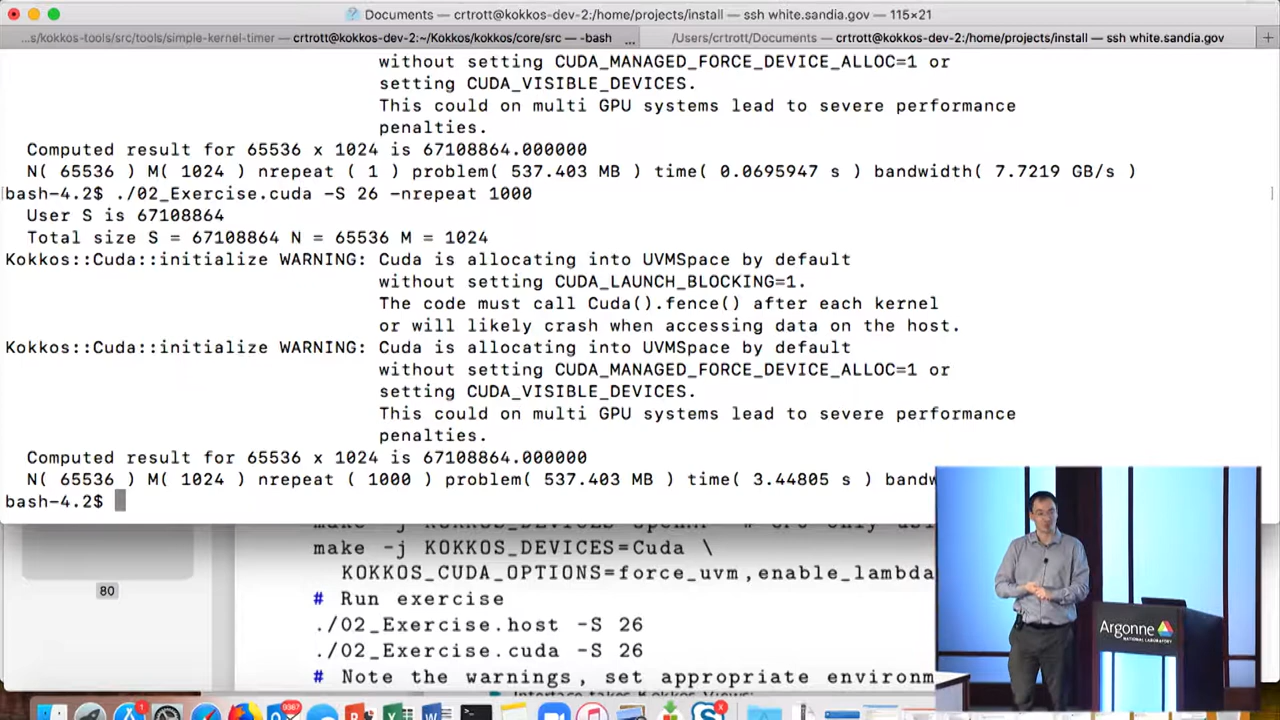 Documents — crtrott@kokkos-dev-2:/home/projects/install — ssh white.sandia.gov — 115×21
...s/kokkos-tools/src/tools/simple-kernel-timer — crtrott@kokkos-dev-2:~/Kokkos/kokkos/core/src — -bash ...
/Users/crtrott/Documents — crtrott@kokkos-dev-2:/home/projects/install — ssh white.sandia.gov +
without setting CUDA_MANAGED_FORCE_DEVICE_ALLOC=1 or
setting CUDA_VISIBLE_DEVICES.
This could on multi GPU systems lead to severe performance
penalties.
Computed result for 65536 x 1024 is 67108864.000000
N( 65536 ) M( 1024 ) nrepeat ( 1 ) problem( 537.403 MB ) time( 0.0695947 s ) bandwidth( 7.7219 GB/s )
bash-4.2$ ./02_Exercise.cuda -S 26 -nrepeat 1000
User S is 67108864
Total size S = 67108864 N = 65536 M = 1024
Kokkos::Cuda::initialize WARNING: Cuda is allocating into UVMSpace by default
without setting CUDA_LAUNCH_BLOCKING=1.
The code must call Cuda().fence() after each kernel
or will likely crash when accessing data on the host.
Kokkos::Cuda::initialize WARNING: Cuda is allocating into UVMSpace by default
without setting CUDA_MANAGED_FORCE_DEVICE_ALLOC=1 or
setting CUDA_VISIBLE_DEVICES.
This could on multi GPU systems lead to severe performance
penalties.
Computed result for 65536 x 1024 is 67108864.000000
N( 65536 ) M( 1024 ) nrepeat ( 1000 ) problem( 537.403 MB ) time( 3.44805 s ) bandw
bash-4.2$
make -j KOKKOS_DEVICES=Cuda \
80
KOKKOS_CUDA_OPTIONS=force_uvm,enable_lambda
# Run exercise
./02_Exercise.host -S 26
./02_Exercise.cuda -S 26
# Note the warnings, set appropriate environm
Argonne
NATIONAL LABORATORY